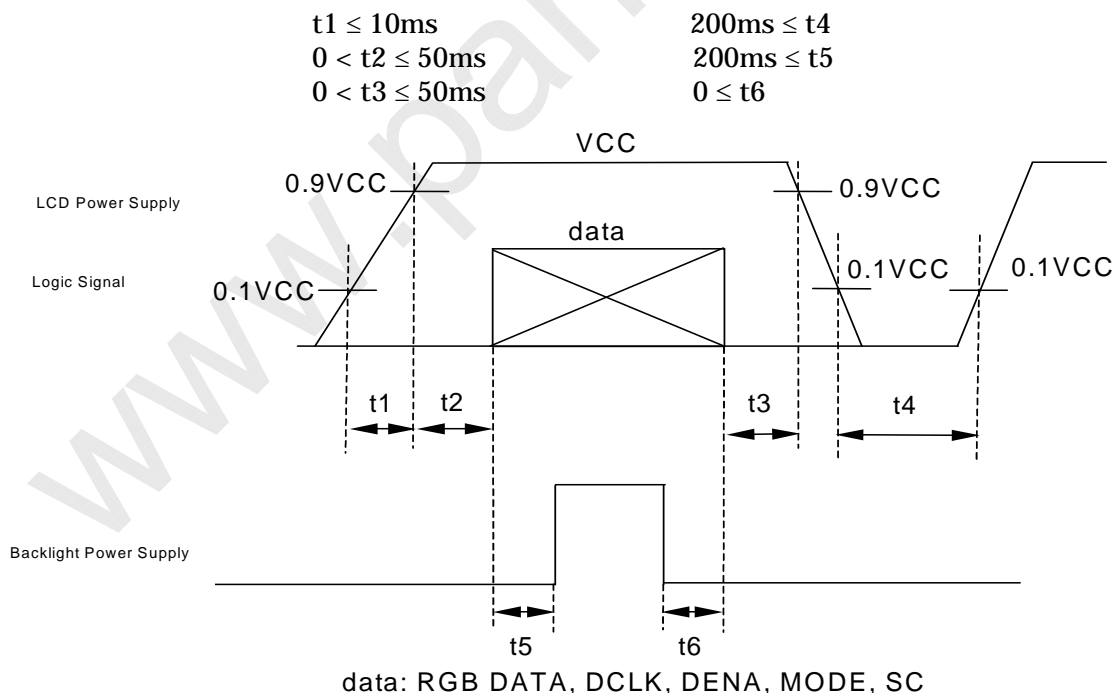 t1 ≤ 10ms 200ms ≤ t4
0 < t2 ≤ 50ms 200ms ≤ t5
0 < t3 ≤ 50ms 0 ≤ t6
VCC
0.9VCC 0.9VCC
LCD Power Supply
data
Logic Signal
0.1VCC 0.1VCC 0.1VCC
t1 t2 t3 t4
Backlight Power Supply
t5 t6
data: RGB DATA, DCLK, DENA, MODE, SC
www.pan